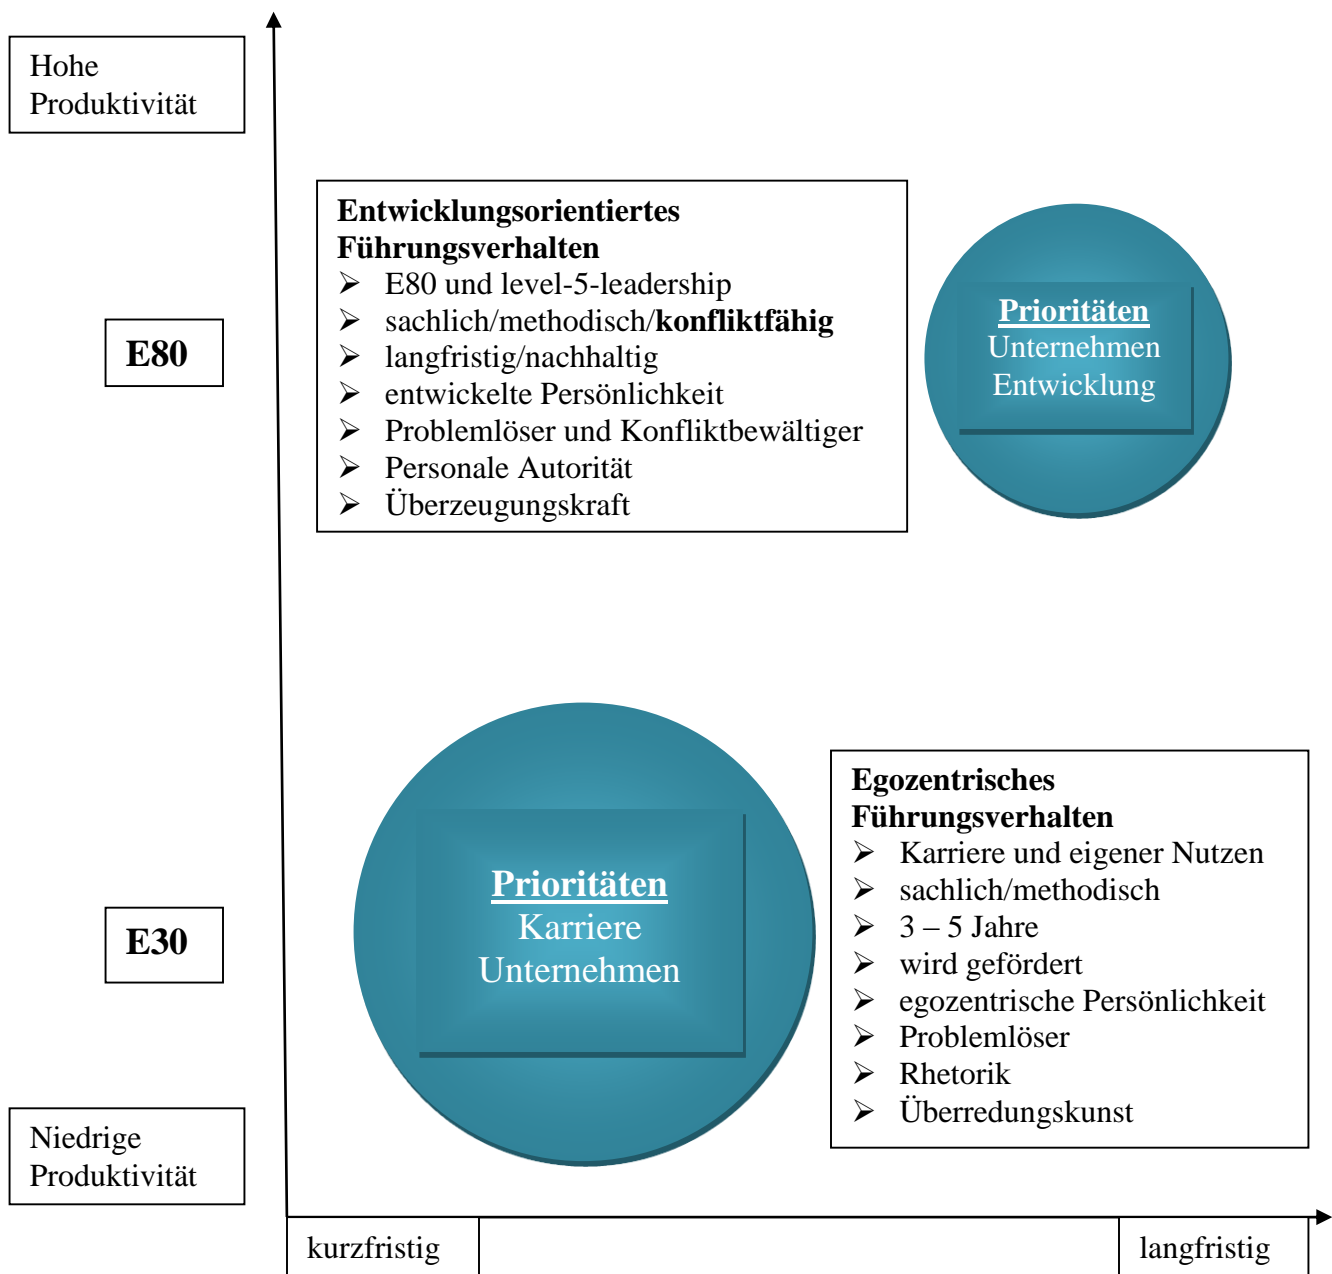 Hohe
Produktivität
Entwicklungsorientiertes
Führungsverhalten
➢ E80 und level-5-leadership
➢ sachlich/methodisch/konfliktfähig
➢ langfristig/nachhaltig
➢ entwickelte Persönlichkeit
➢ Problemlöser und Konfliktbewältiger
➢ Personale Autorität
➢ Überzeugungskraft
Prioritäten
Unternehmen
Entwicklung
E80
Prioritäten
Karriere
Unternehmen
Egozentrisches
Führungsverhalten
➢ Karriere und eigener Nutzen
➢ sachlich/methodisch
➢ 3 – 5 Jahre
➢ wird gefördert
➢ egozentrische Persönlichkeit
➢ Problemlöser
➢ Rhetorik
➢ Überredungskunst
E30
Niedrige
Produktivität
kurzfristig
langfristig